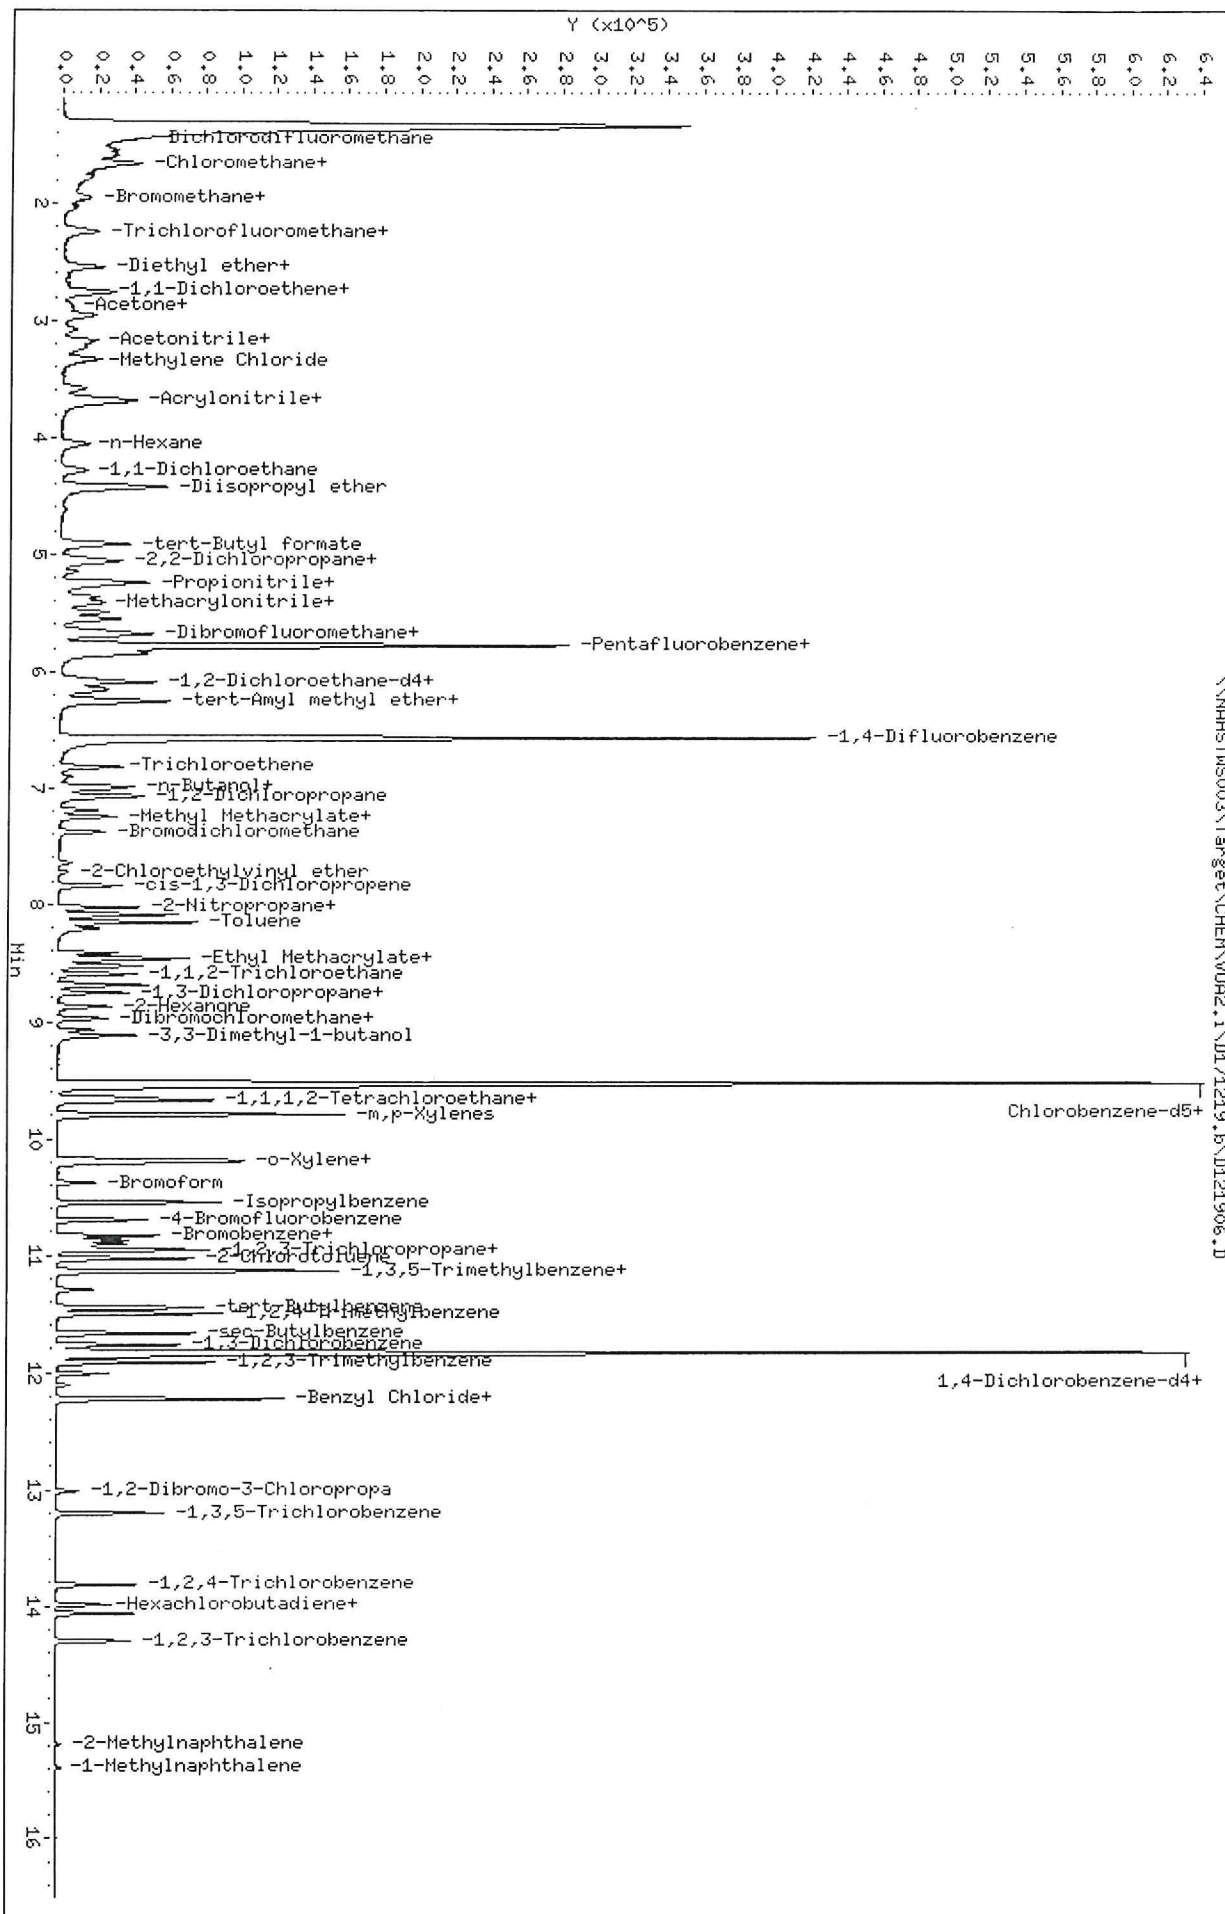 Y (x10^5)
0.0
0.2
0.4
0.6
0.8
1.0
1.2
1.4
1.6
1.8
2.0
2.2
2.4
2.6
2.8
3.0
3.2
3.4
3.6
3.8
4.0
4.2
4.4
4.6
4.8
5.0
5.2
5.4
5.6
5.8
6.0
6.2
6.4
Dichlorodifluoromethane
-Chloromethane+
-Bromomethane+
2
-Trichlorofluoromethane+
-Diethyl ether+
-1,1-Dichloroethene+
-Acetone+
3
-Acetonitrile+
-Methylene Chloride
-Acrylonitrile+
4
-n-Hexane
-1,1-Dichloroethane
-Diisopropyl ether
-tert-Butyl formate
5
-2,2-Dichloropropane+
-Propionitrile+
-Methacrylonitrile+
-Dibromofluoromethane+
-Pentafluorobenzene+
6
-1,2-Dichloroethane-d4+
-tert-Amyl methyl ether+
-1,4-Difluorobenzene
-Trichloroethene
7
-n-Butanol+
-1,2-Dichloropropane
-Methyl Methacrylate+
-Bromodichloromethane
-2-Chloroethylvinyl ether
-cis-1,3-Dichloropropene
8
-2-Nitropropane+
-Toluene
Min
-Ethyl Methacrylate+
-1,1,2-Trichloroethane
-1,3-Dichloropropane+
-2-Hexanone
-Dibromochloromethane+
9
-3,3-Dimethyl-1-butanol
Chlorobenzene-d5+
-1,1,1,2-Tetrachloroethane+
-m,p-Xylenes
10
-o-Xylene+
-Bromoform
-Isopropylbenzene
-4-Bromofluorobenzene
-Bromobenzene+
11
-1,2,3-Trichloropropane+
-2-Chlorotoluene
-1,3,5-Trimethylbenzene+
-tert-Butylbenzene
-1,2,4-Trimethylbenzene
-sec-Butylbenzene
-1,3-Dichlorobenzene
-1,2,3-Trimethylbenzene
12
1,4-Dichlorobenzene-d4+
-Benzyl Chloride+
13
-1,2-Dibromo-3-Chloropropa
-1,3,5-Trichlorobenzene
-1,2,4-Trichlorobenzene
14
-Hexachlorobutadiene+
-1,2,3-Trichlorobenzene
15
-2-Methylnaphthalene
-1-Methylnaphthalene
16